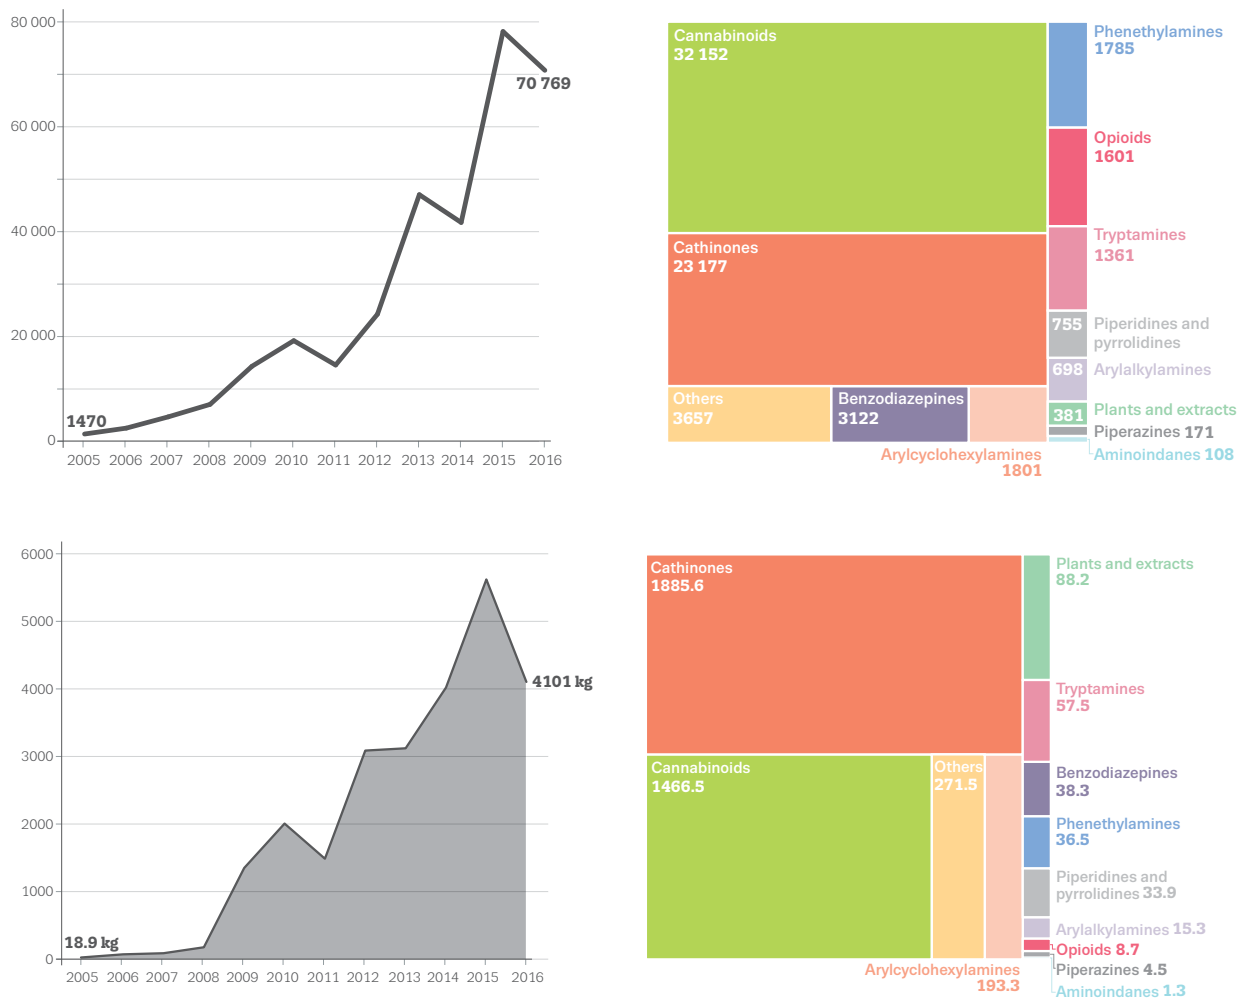 80 000
60 000
40 000
20 000
0
1470
70 769
2005 2006 2007 2008 2009 2010 2011 2012 2013 2014 2015 2016
Cannabinoids
32 152
Cathinones
23 177
Others
3657
Benzodiazepines
3122
Arylcyclohexylamines
1801
Phenethylamines
1785
Opioids
1601
Tryptamines
1361
755 Piperidines and
pyrrolidines
698 Arylalkylamines
381 Plants and extracts
Piperazines 171
Aminoindanes 108
6000
5000
4000
3000
2000
1000
0
18.9 kg
4101 kg
2005 2006 2007 2008 2009 2010 2011 2012 2013 2014 2015 2016
Cathinones
1885.6
Cannabinoids
1466.5
Others
271.5
Arylcyclohexylamines
193.3
Plants and extracts
88.2
Tryptamines
57.5
Benzodiazepines
38.3
Phenethylamines
36.5
Piperidines and
pyrrolidines 33.9
Arylalkylamines 15.3
Opioids 8.7
Piperazines 4.5
Aminoindanes 1.3